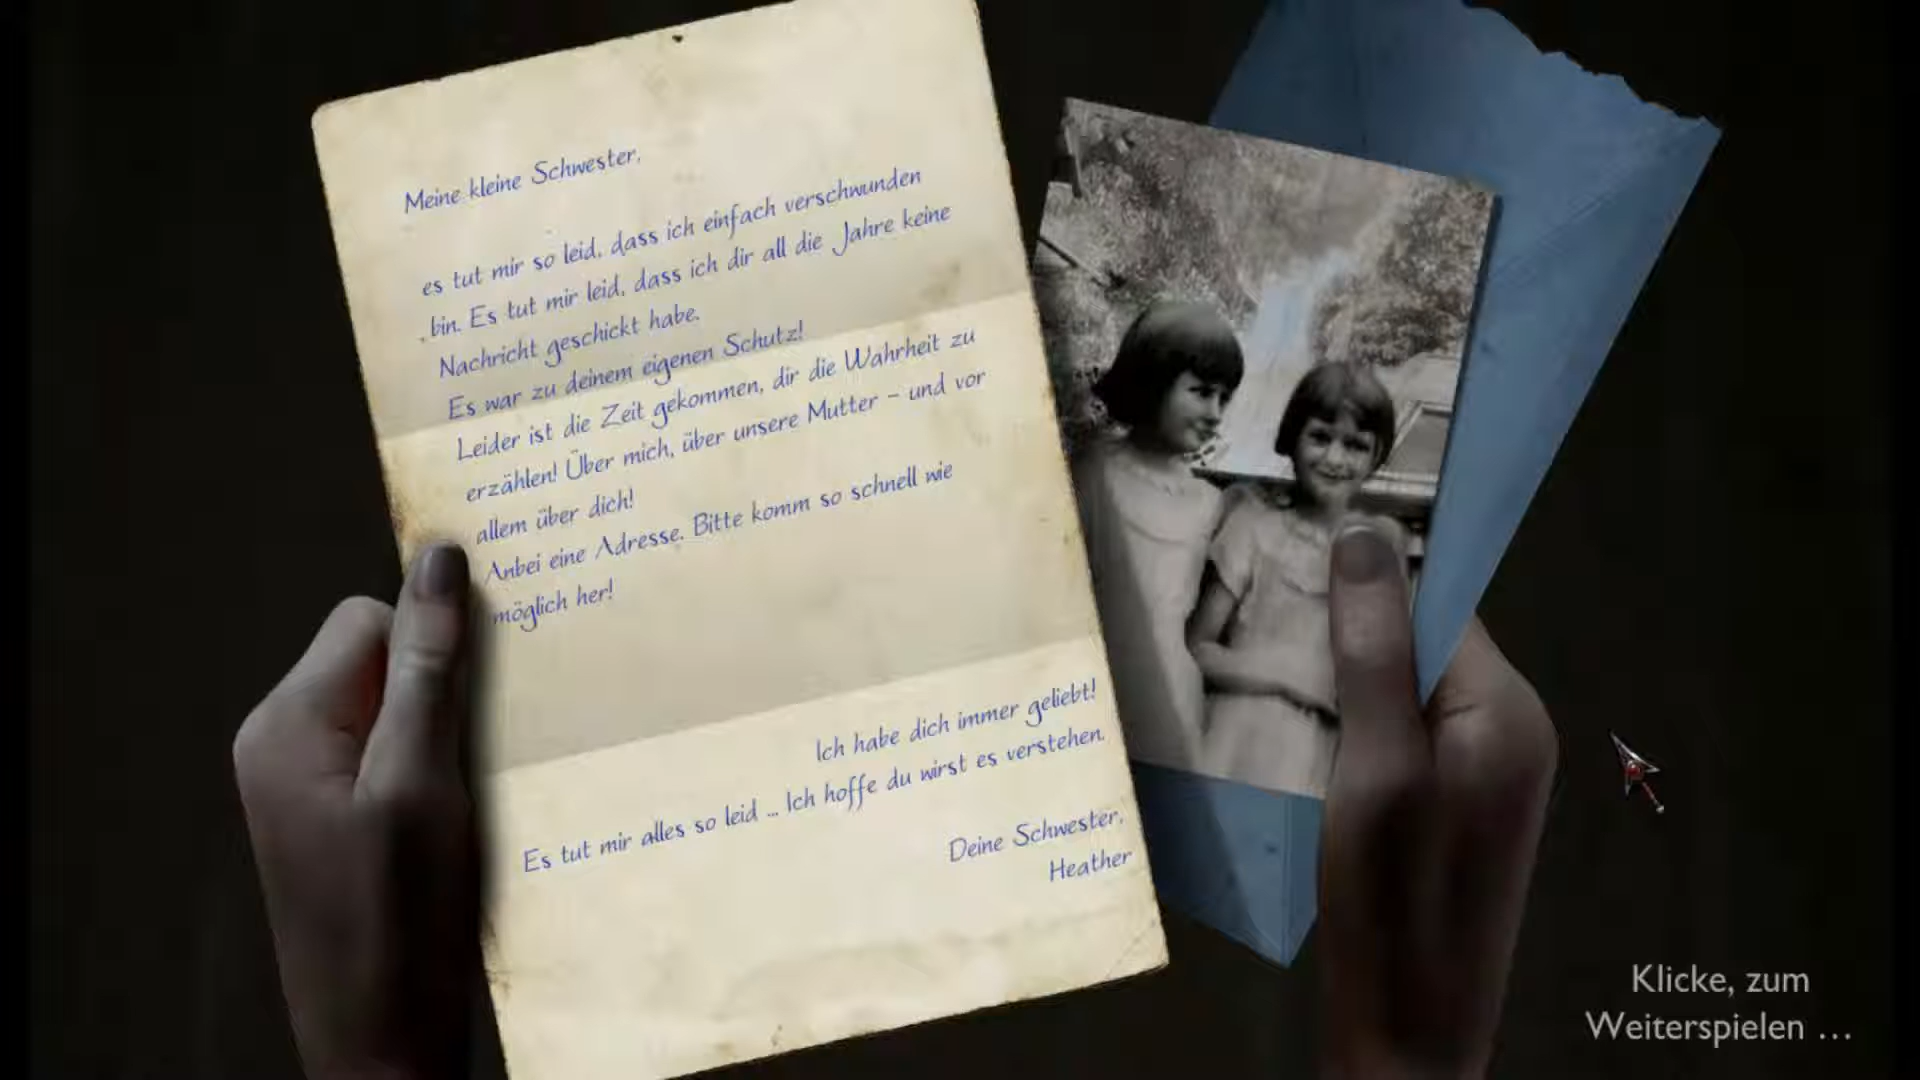 Meine kleine Schwester,
es tut mir so leid, dass ich einfach verschwunden
bin. Es tut mir leid, dass ich dir all die Jahre keine
Nachricht geschickt habe.
Es war zu deinem eigenen Schutz!
Leider ist die Zeit gekommen, dir die Wahrheit zu
erzählen! Über mich, über unsere Mutter - und vor
allem über dich!
Anbei eine Adresse. Bitte komm so schnell wie
möglich her!
Ich habe dich immer geliebt!
Es tut mir alles so leid ... Ich hoffe du wirst es verstehen.
Deine Schwester,
Heather
Klicke, zum
Weiterspielen ...